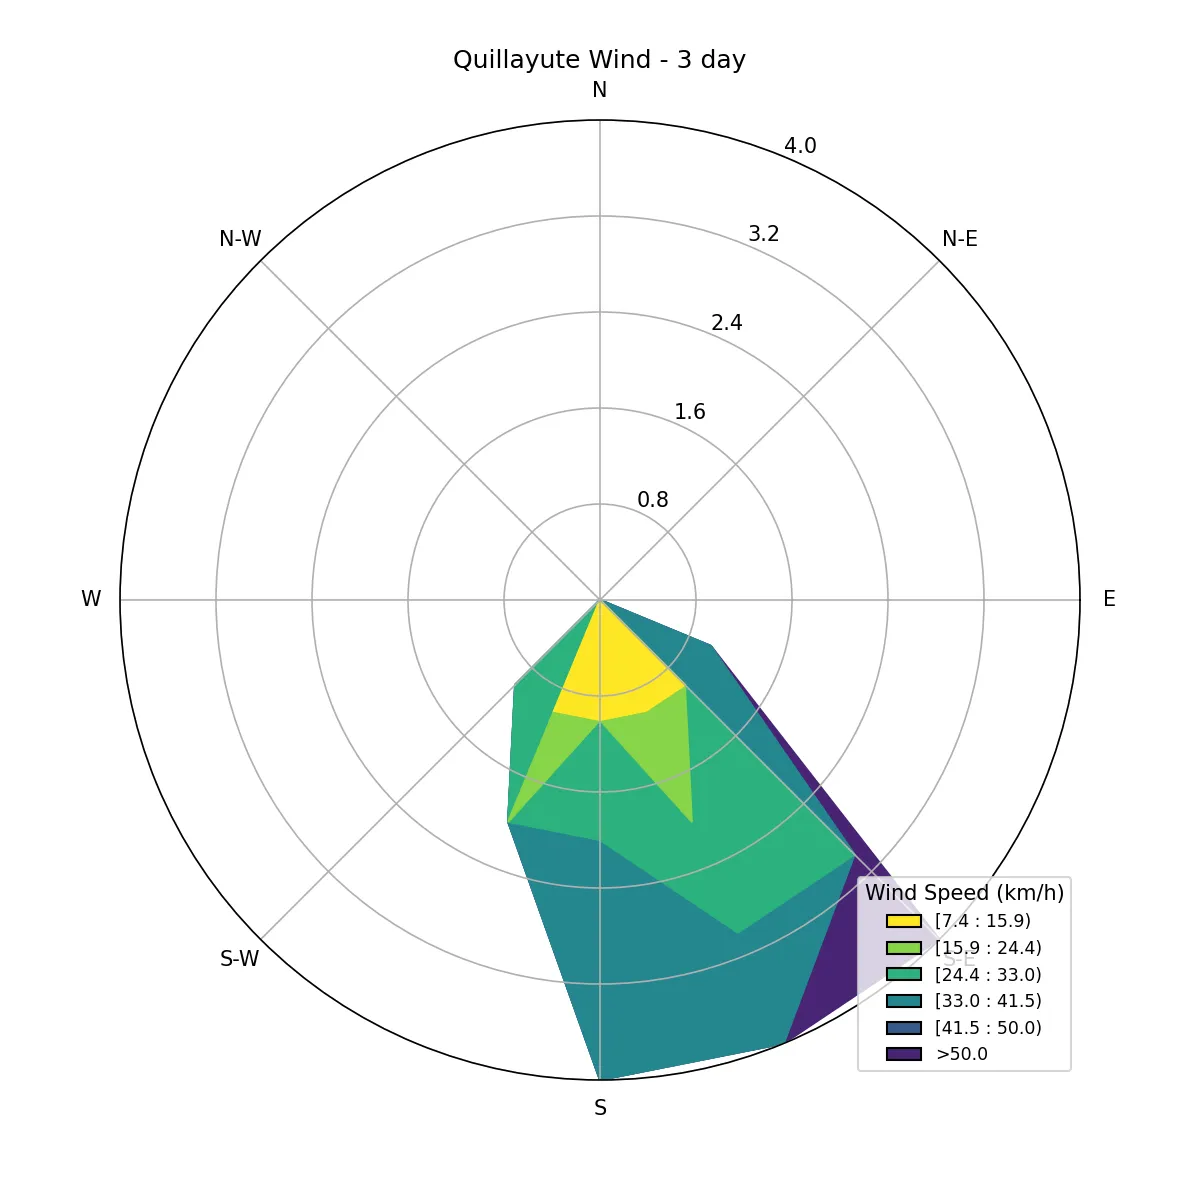 Quillayute Wind - 3 day
N
4.0
N-W
3.2
N-E
2.4
1.6
0.8
W
E
Wind Speed (km/h)
[7.4 : 15.9)
[15.9 : 24.4)
S-W
S-E
[24.4 : 33.0)
[33.0 : 41.5)
[41.5 : 50.0)
>50.0
S